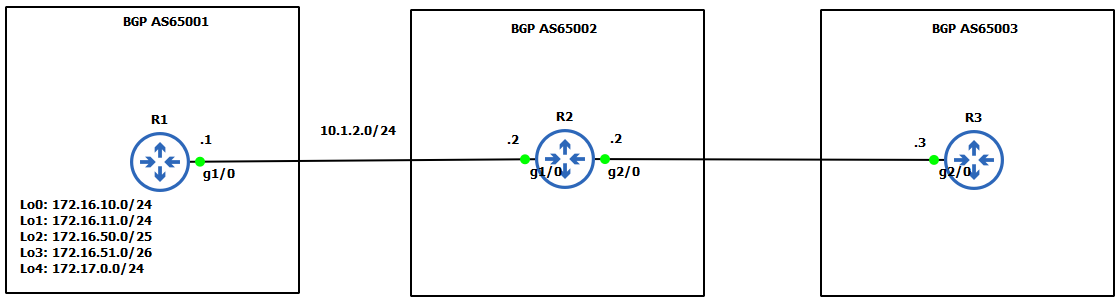 BGP AS65001
BGP AS65002
BGP AS65003
R1
R2
R3
.1
10.1.2.0/24
.2
.2
.3
g1/0
g1/0
g2/0
g2/0
Lo0: 172.16.10.0/24
Lo1: 172.16.11.0/24
Lo2: 172.16.50.0/25
Lo3: 172.16.51.0/26
Lo4: 172.17.0.0/24